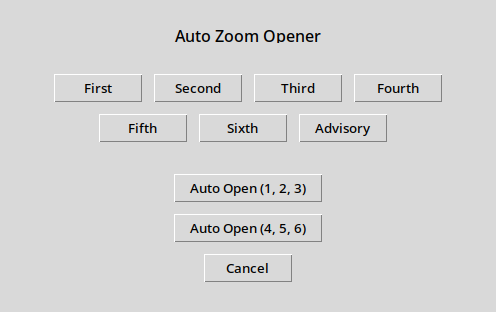 Auto Zoom Opener
First Second Third Fourth
Fifth Sixth Advisory
Auto Open (1, 2, 3)
Auto Open (4, 5, 6)
Cancel